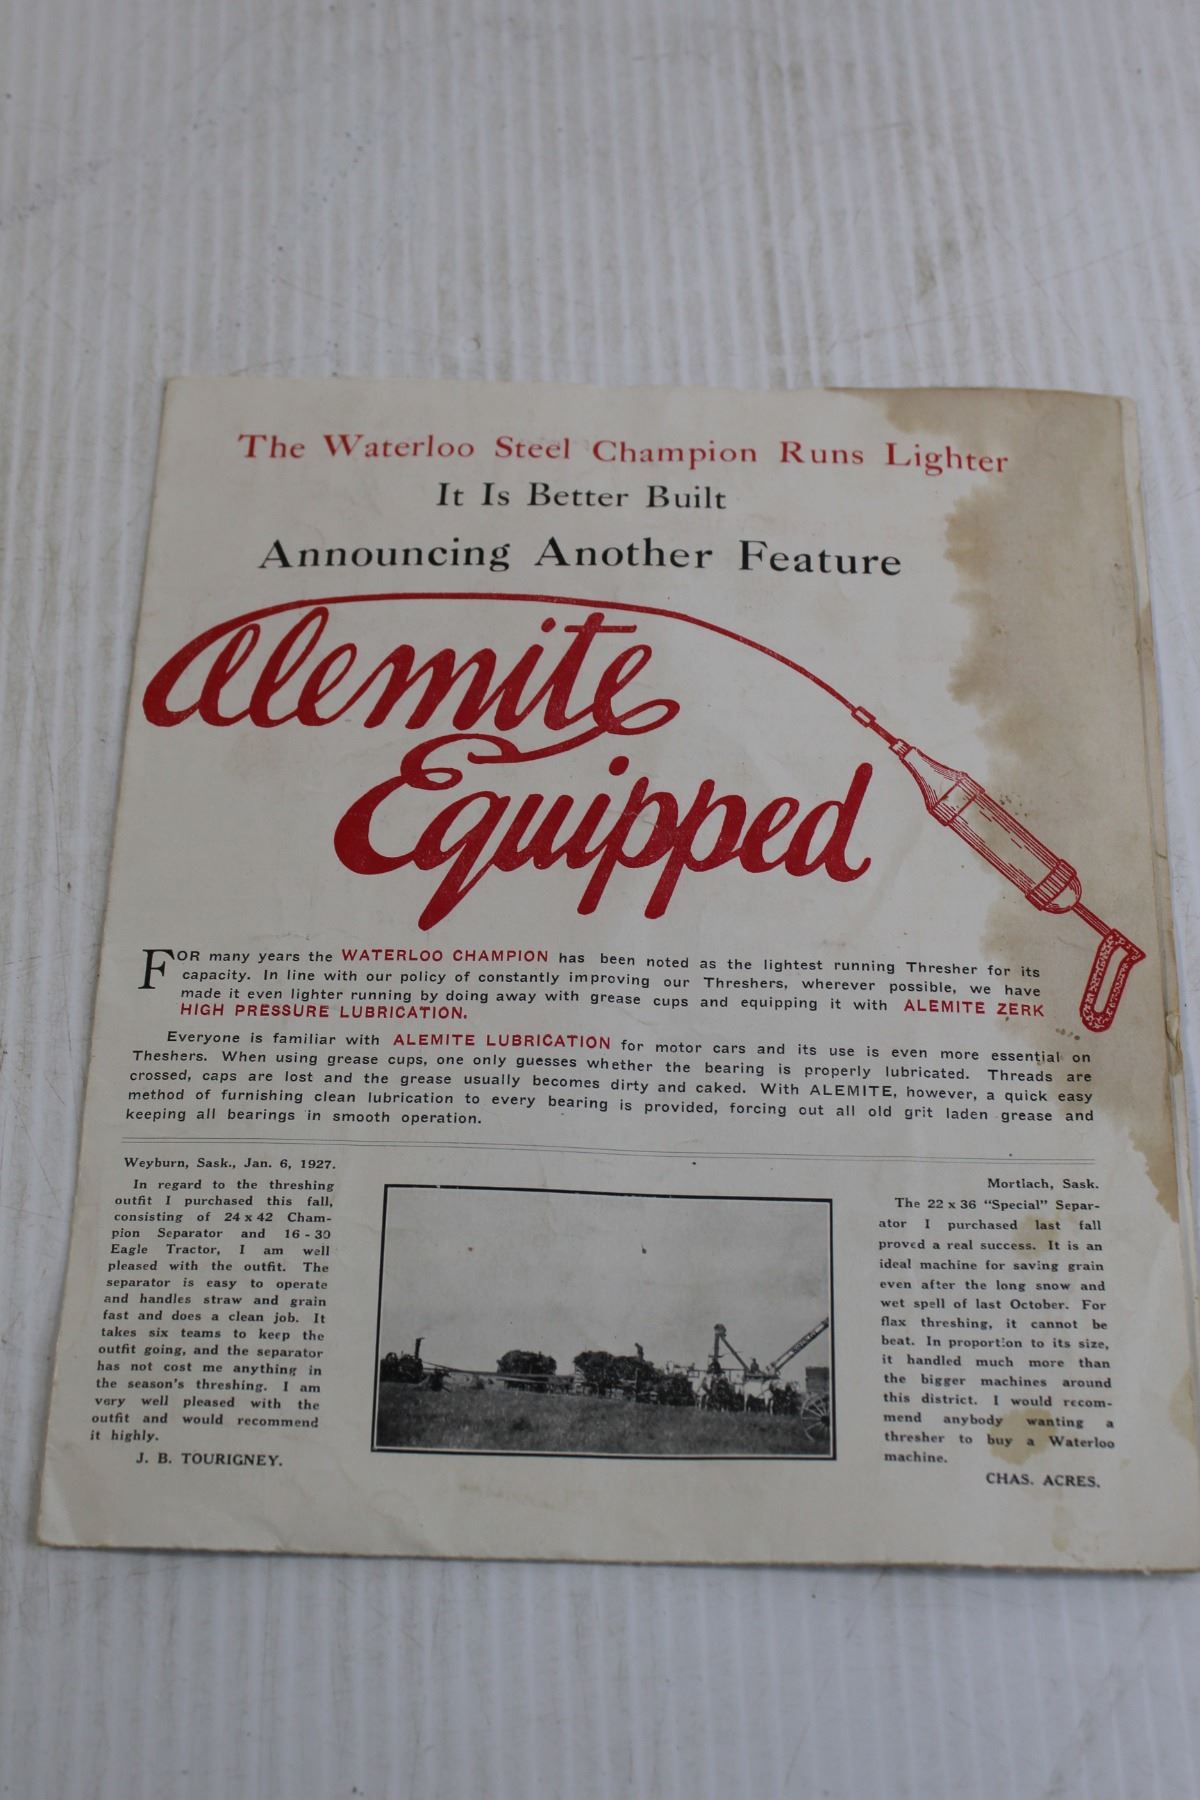 The Waterloo Steel Champion Runs Lighter
It Is Better Built
Announcing Another Feature
Alemite
Equipped
FOR many years the WATERLOO CHAMPION has been noted as the lightest running Thresher for its
capacity. In line with our policy of constantly improving our Threshers, wherever possible, we have
made it even lighter running by doing away with grease cups and equipping it with ALEMITE ZERK
HIGH PRESSURE LUBRICATION.
Everyone is familiar with ALEMITE LUBRICATION for motor cars and its use is even more essential on
Theshers. When using grease cups, one only guesses whether the bearing is properly lubricated. Threads are
crossed, caps are lost and the grease usually becomes dirty and caked. With ALEMITE, however, a quick easy
method of furnishing clean lubrication to every bearing is provided, forcing out all old grit laden grease and
keeping all bearings in smooth operation.
Weyburn, Sask., Jan. 6, 1927.
In regard to the threshing
outfit I purchased this fall,
consisting of 24 x 42 Cham-
pion Separator and 16 - 30
Eagle Tractor, I am well
pleased with the outfit. The
separator is easy to operate
and handles straw and grain
fast and does a clean job. It
takes six teams to keep the
outfit going, and the separator
has not cost me anything in
the season's threshing. I am
very well pleased with the
outfit and would recommend
it highly.
J. B. TOURIGNEY.
Mortlach, Sask.
The 22 x 36 "Special" Separ-
ator I purchased last fall
proved a real success. It is an
ideal machine for saving grain
even after the long snow and
wet spell of last October. For
flax threshing, it cannot be
beat. In proportion to its size,
it handled much more than
the bigger machines around
this district. I would recom-
mend anybody wanting a
thresher to buy a Waterloo
machine.
CHAS. ACRES.